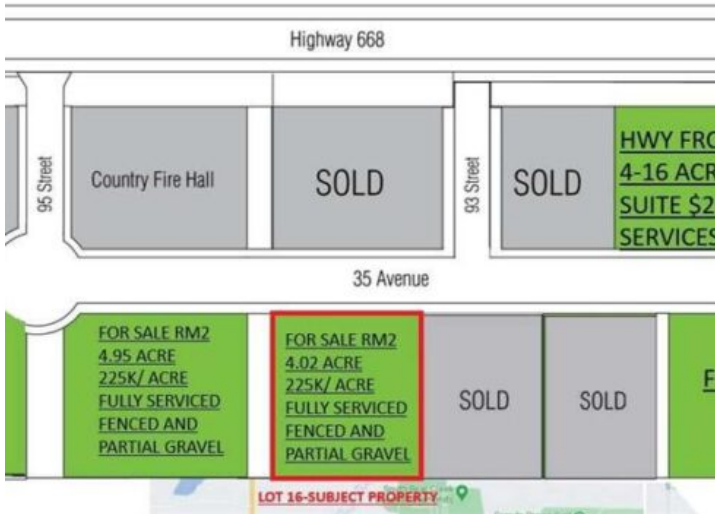 Highway 668
95 Street
Country Fire Hall
SOLD
93 Street
SOLD
HWY FRO
4-16 ACR
SUITE $2
SERVICES
35 Avenue
FOR SALE RM2
4.95 ACRE
225K/ ACRE
FULLY SERVICED
FENCED AND
PARTIAL GRAVEL
FOR SALE RM2
4.02 ACRE
225K/ ACRE
FULLY SERVICED
FENCED AND
PARTIAL GRAVEL
SOLD
SOLD
F
LOT 16-SUBJECT PROPERTY